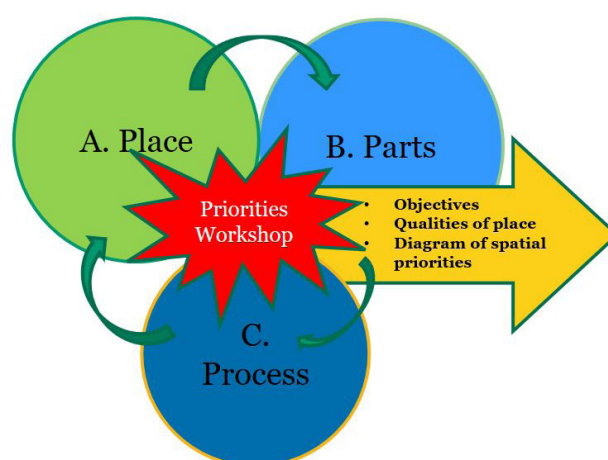 A. Place
B. Parts
Priorities
Workshop
• Objectives
• Qualities of place
• Diagram of spatial
priorities
C.
Process